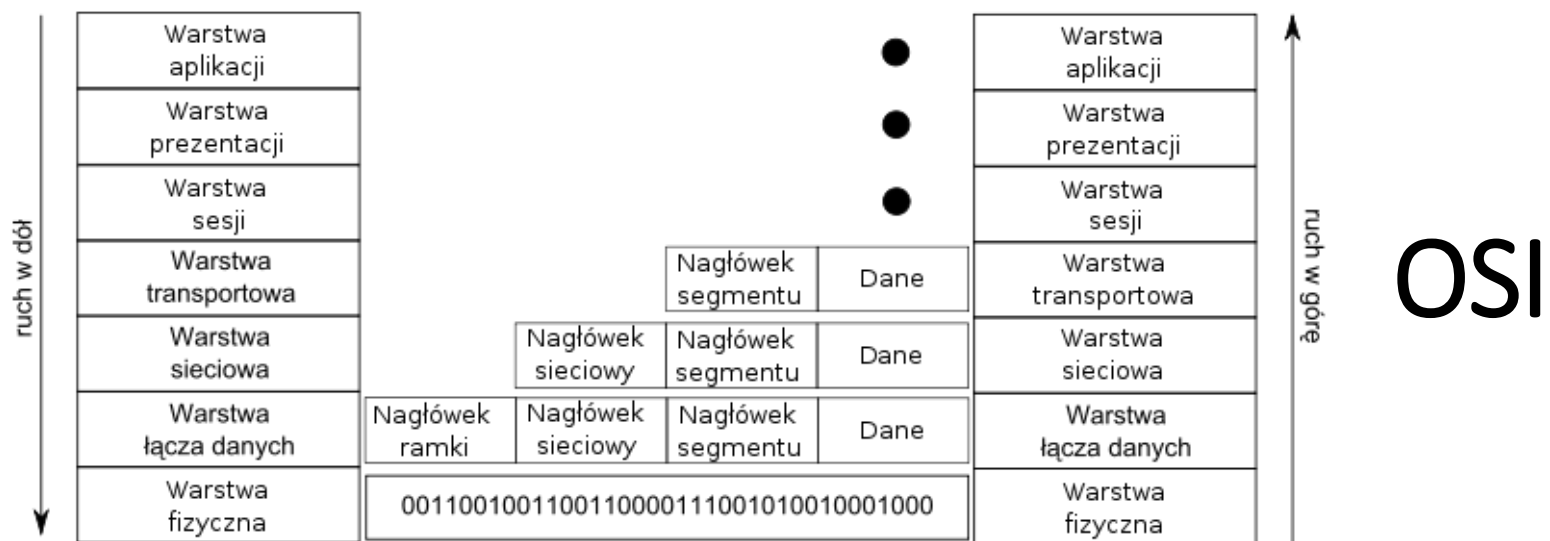 ruch w dół
Warstwa
aplikacji
Warstwa
prezentacji
Warstwa
sesji
Warstwa
transportowa
Warstwa
sieciowa
Warstwa
łącza danych
Warstwa
fizyczna
Nagłówek
segmentu
Dane
Nagłówek
sieciowy
Nagłówek
segmentu
Dane
Nagłówek
ramki
Nagłówek
sieciowy
Nagłówek
segmentu
Dane
0011001001100110000111001010010001000
Warstwa
aplikacji
Warstwa
prezentacji
Warstwa
sesji
Warstwa
transportowa
Warstwa
sieciowa
Warstwa
łącza danych
Warstwa
fizyczna
ruch w górę
OSI